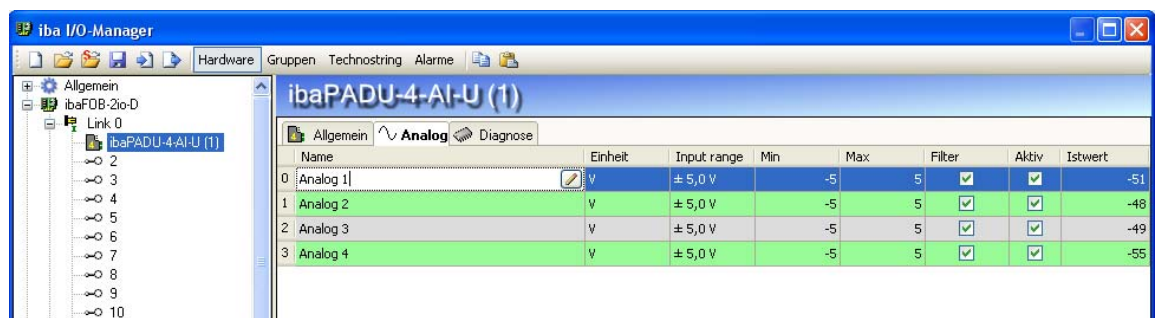 iba I/O-Manager
Hardware Gruppen Technostring Alarme
Allgemein
ibaFOB-2io-D
Link 0
ibaPADU-4-AI-U (1)
2
3
4
5
6
7
8
9
10
ibaPADU-4-AI-U (1)
Allgemein Analog Diagnose
Name Einheit Input range Min Max Filter Aktiv Istwert
0 Analog 1 V ± 5,0 V -5 5 -51
1 Analog 2 V ± 5,0 V -5 5 -48
2 Analog 3 V ± 5,0 V -5 5 -49
3 Analog 4 V ± 5,0 V -5 5 -55